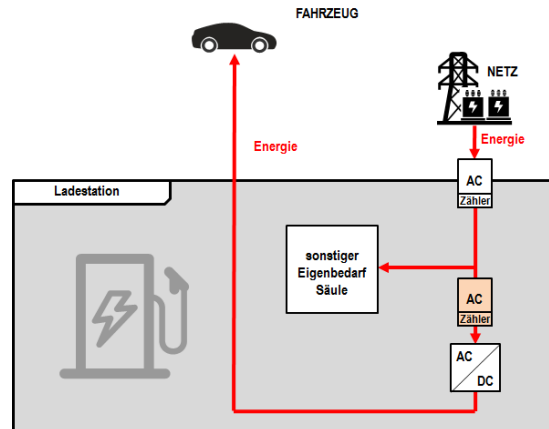 FAHRZEUG
NETZ
Energie
Energie
AC
Zähler
Ladestation
sonstiger
Eigenbedarf
Säule
AC
Zähler
AC
DC